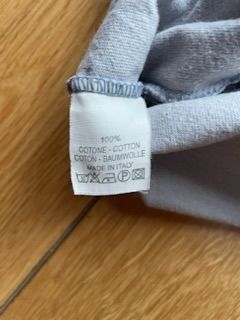 100%
COTONE - COTTON
COTON - BAUMWOLLE
MADE IN ITALY